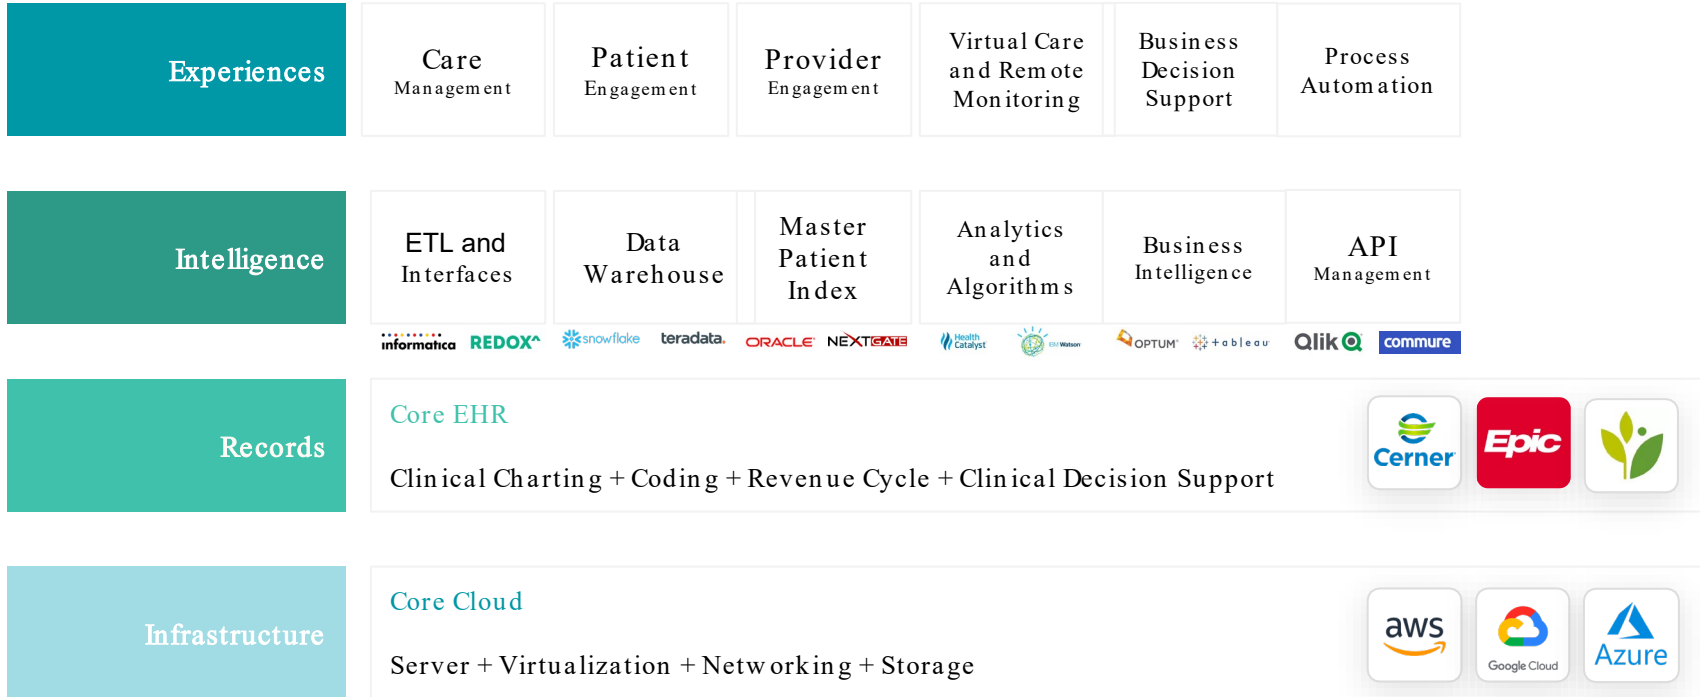 Experiences
Care
Management
Patient
Engagement
Provider
Engagement
Virtual Care
and Remote
Monitoring
Business
Decision
Support
Process
Automation
Intelligence
ETL and
Interfaces
Data
Warehouse
Master
Patient
Index
Analytics
and
Algorithms
Business
Intelligence
API
Management
informatica
REDOX^
snowflake
teradata.
ORACLE
NEXTGATE
Health
Catalyst
IBM Watson
OPTUM
+ableau
Qlik
commure
Records
Core EHR
Clinical Charting + Coding + Revenue Cycle + Clinical Decision Support
Cerner
Epic
Infrastructure
Core Cloud
Server + Virtualization + Networking + Storage
aws
Google Cloud
Azure